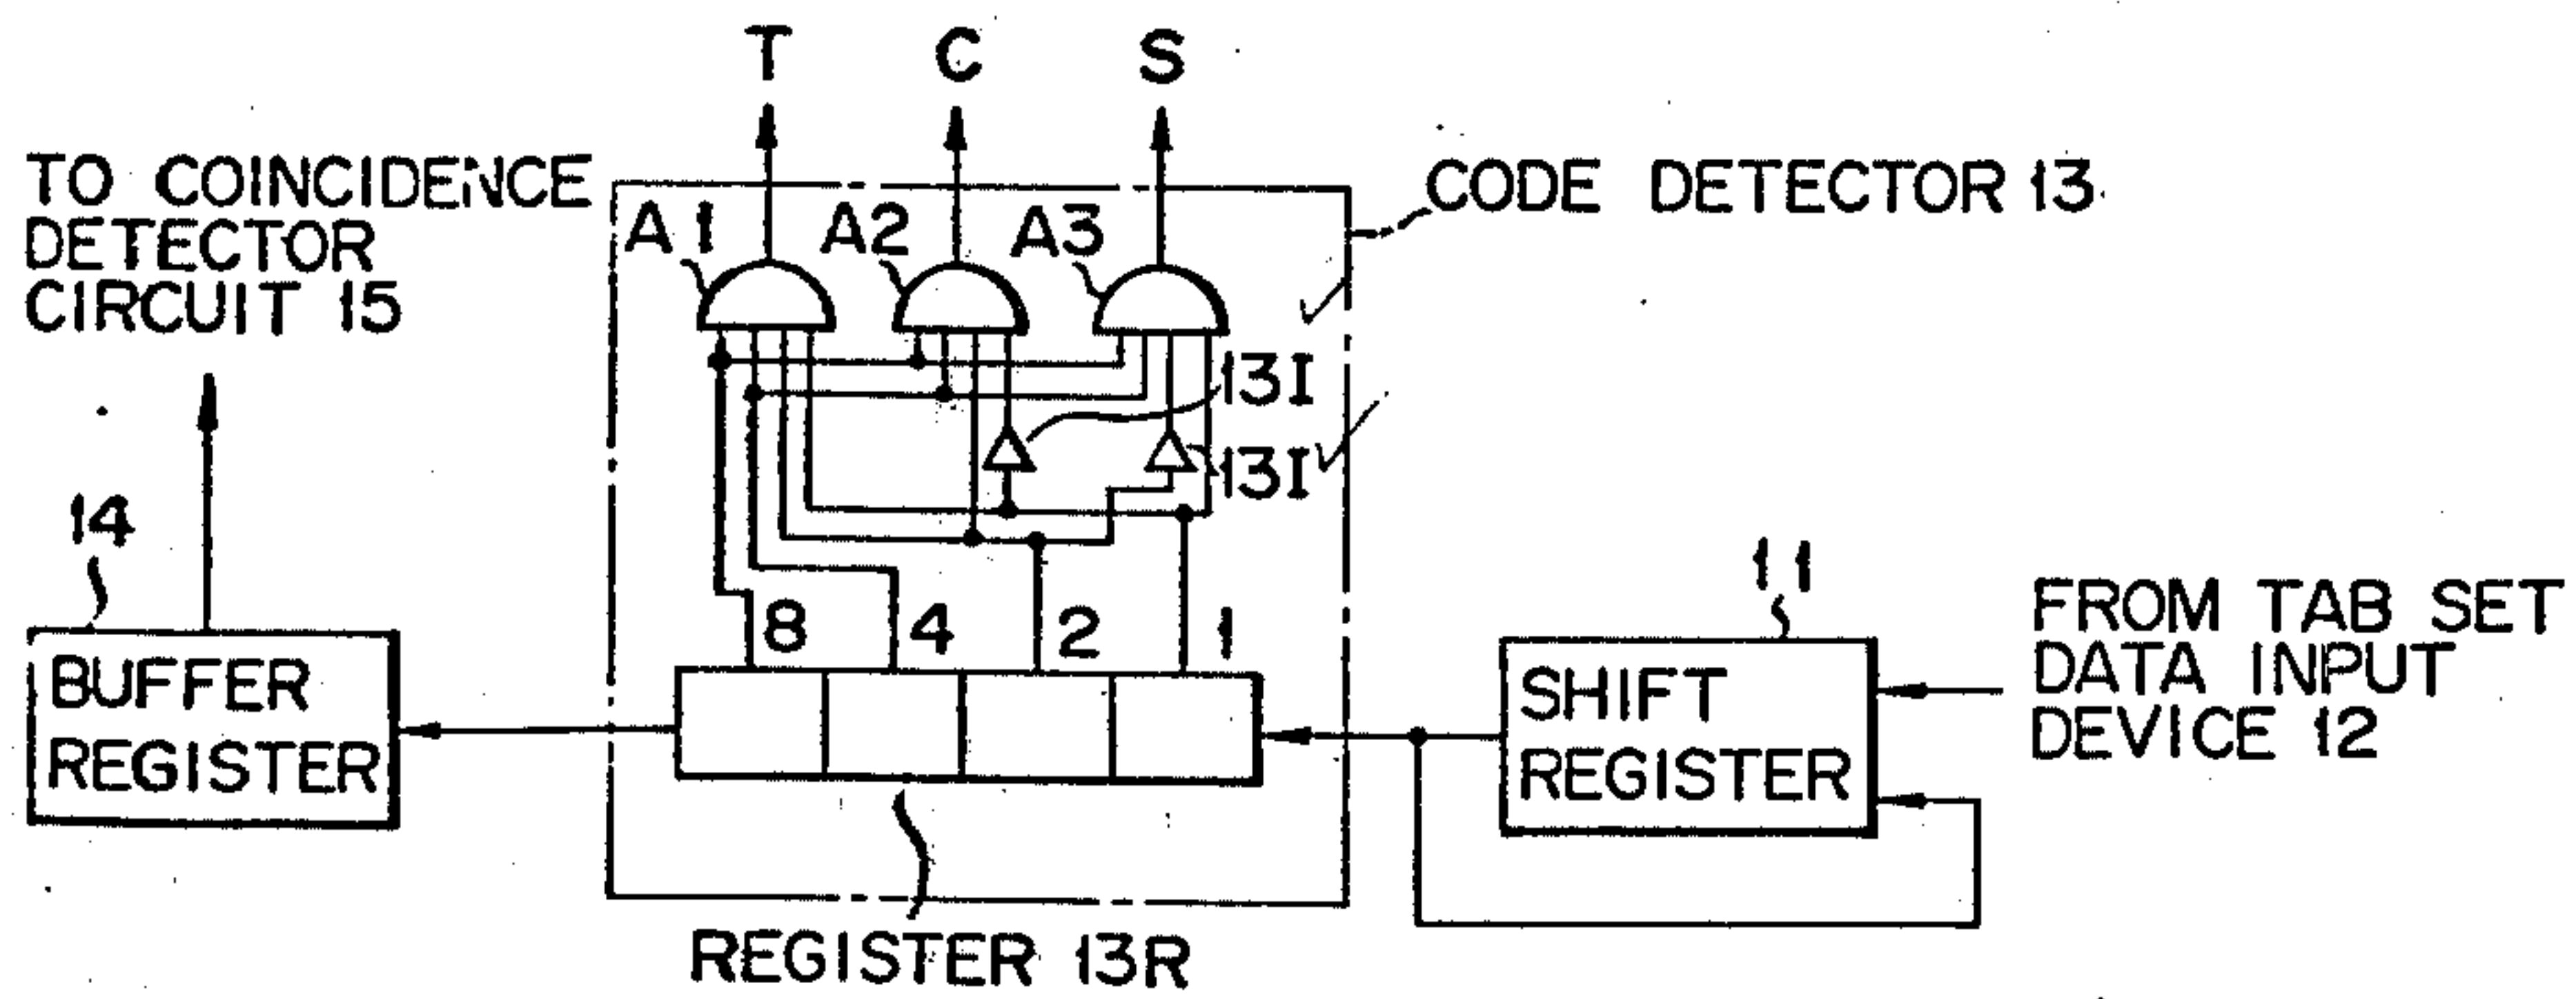 T C S
TO COINCIDENCE
DETECTOR
CIRCUIT 15
CODE DETECTOR 13
A1 A2 A3
13I
13I
14
11
8 4 2 1
BUFFER
REGISTER
SHIFT
REGISTER
FROM TAB SET
DATA INPUT
DEVICE 12
REGISTER 13R